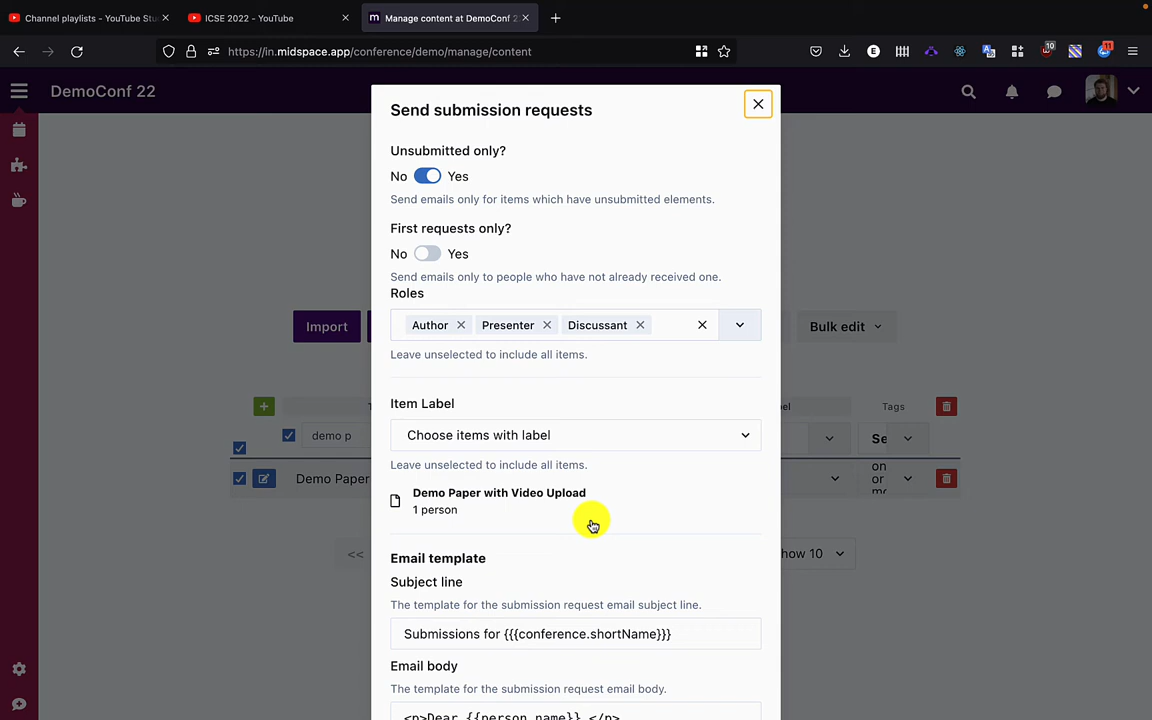 Channel playlists - YouTube Stu
ICSE 2022 - YouTube
Manage content at DemoConf 2
https://in.midspace.app/conference/demo/manage/content
10
11
DemoConf 22
Send submission requests
Unsubmitted only?
No Yes
Send emails only for items which have unsubmitted elements.
First requests only?
No Yes
Send emails only to people who have not already received one.
Roles
Import
Author Presenter Discussant
Bulk edit
Leave unselected to include all items.
Item Label
Tags
demo p
Choose items with label
Se
Leave unselected to include all items.
Demo Paper
Demo Paper with Video Upload
1 person
on
or
<<
how 10
Email template
Subject line
The template for the submission request email subject line.
Submissions for {{{conference.shortName}}}
Email body
The template for the submission request email body.
<p>Dear {{person.name}},</p>